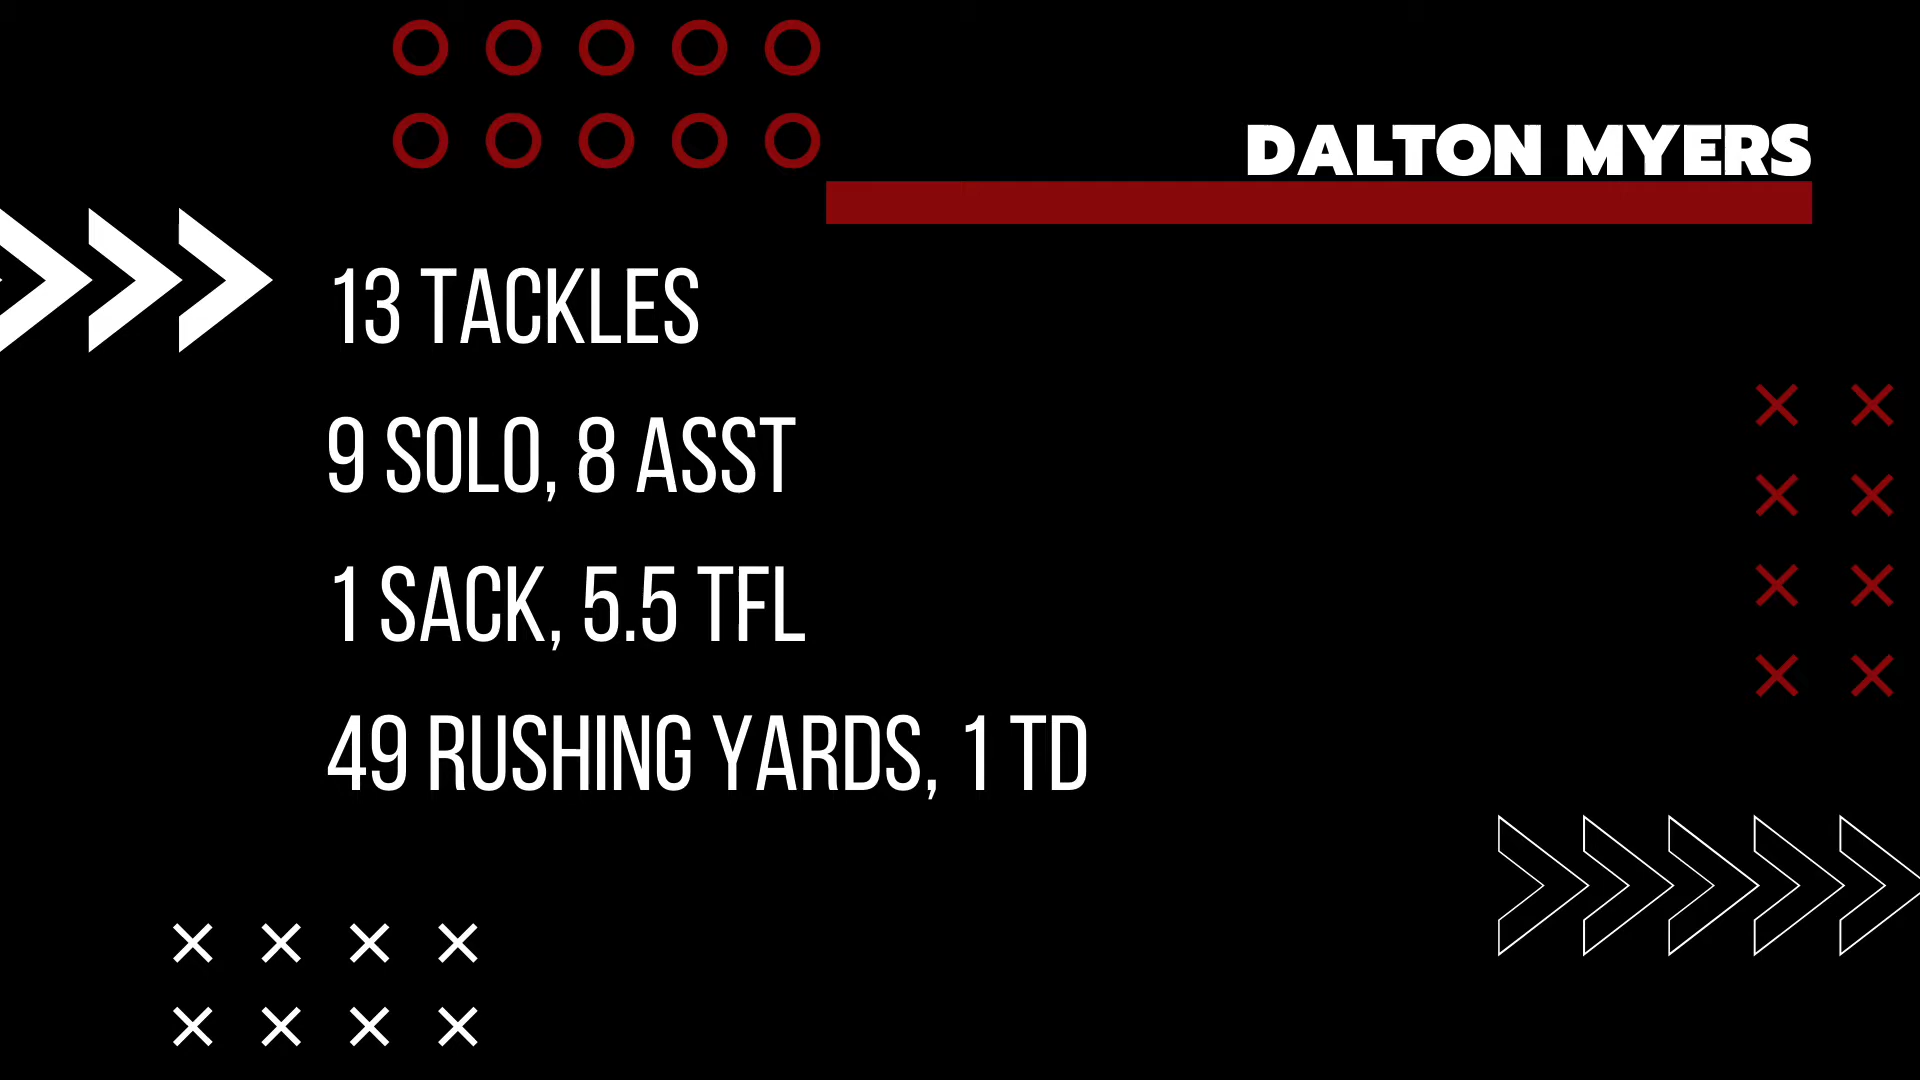 DALTON MYERS
13 TACKLES
9 SOLO, 8 ASST
1 SACK, 5.5 TFL
49 RUSHING YARDS, 1 TD